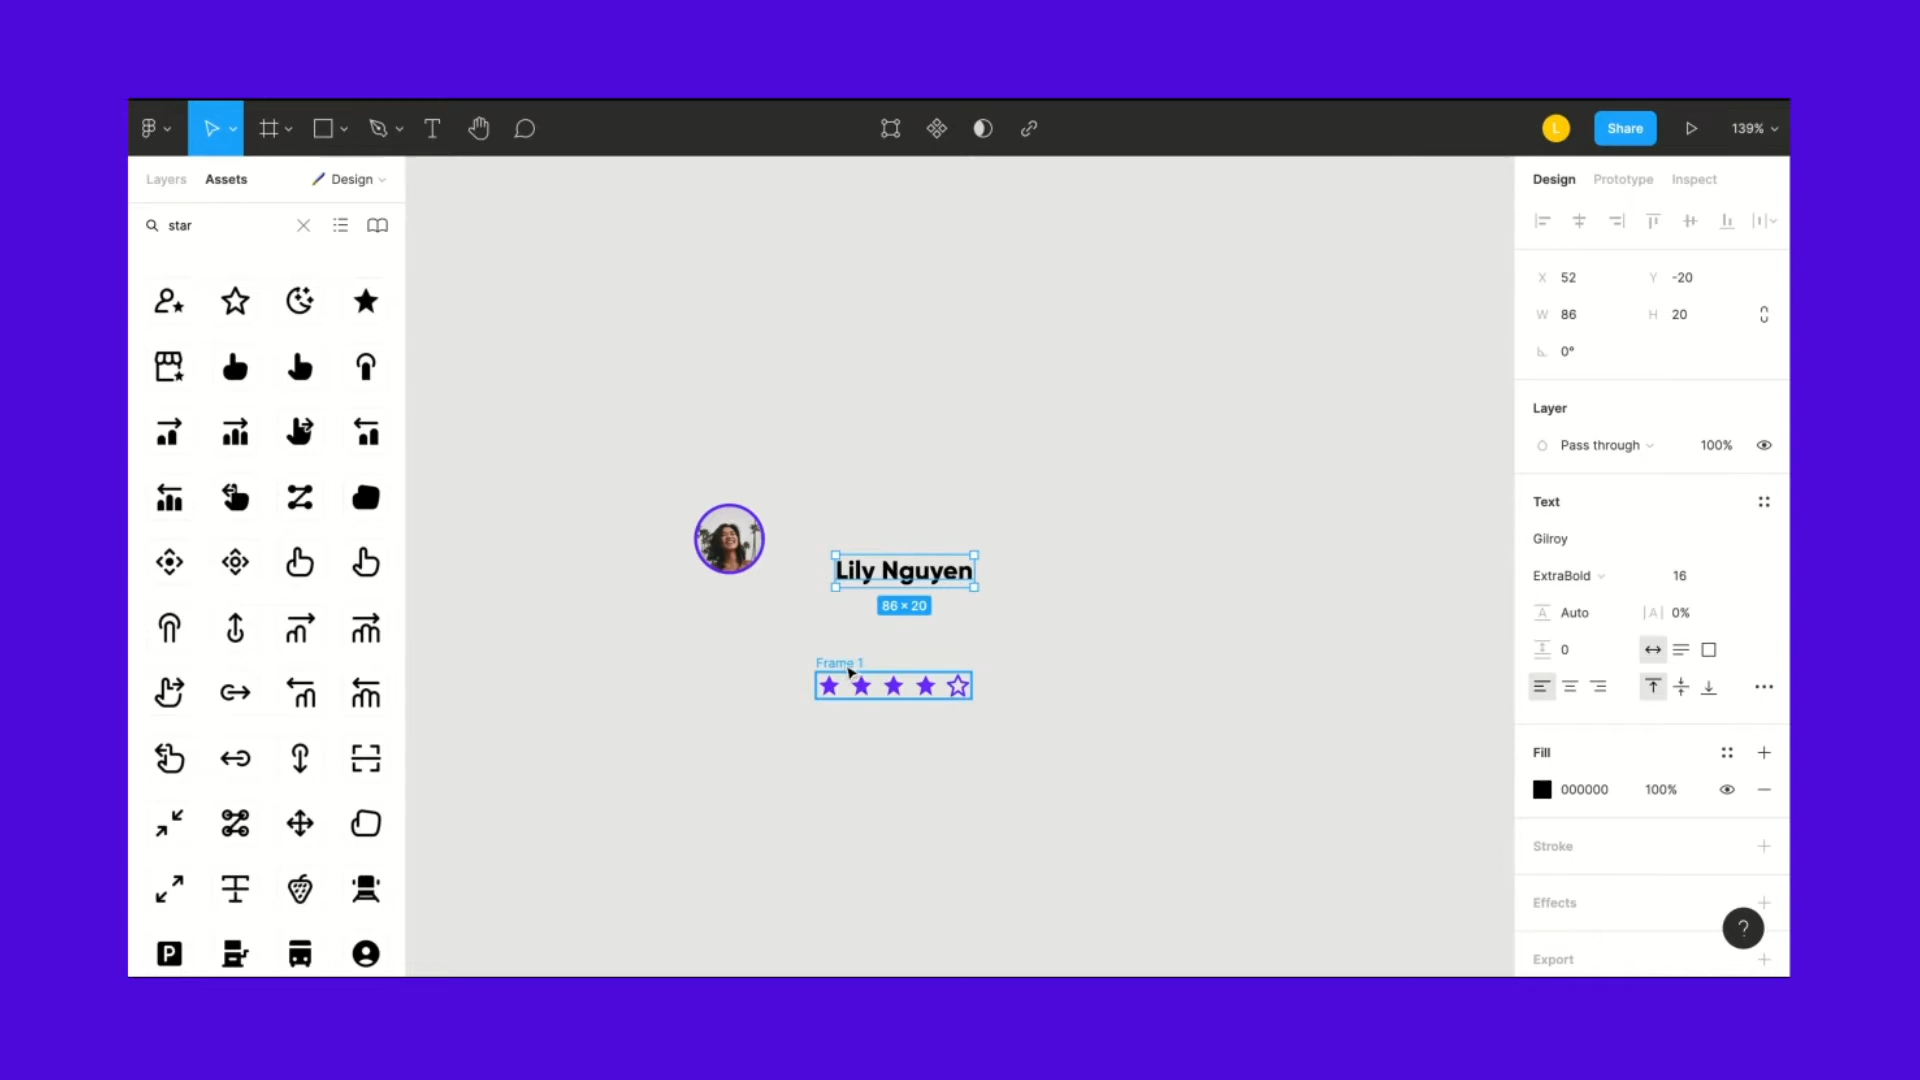 L
Share
139%
Layers
Assets
Design
star
P
Lily Nguyen
86 × 20
Frame 1
Design
Prototype
Inspect
X 52
Y -20
W 86
H 20
0°
Layer
Pass through
100%
Text
Gilroy
ExtraBold
16
A Auto
|A| 0%
0
Fill
000000
100%
Stroke
Effects
Export
?